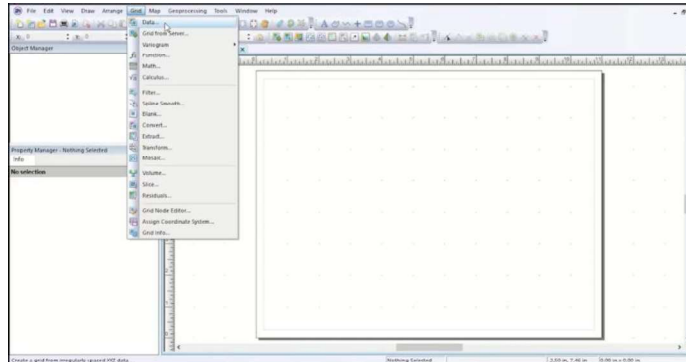 File Edit View Draw Arrange Grid Map Geoprocessing Tools Window Help
Data...
Grid from Server...
Variogram
Function...
Math...
Calculus...
Filter...
Spline Smooth...
Blank...
Convert...
Extract...
Transform...
Mosaic...
Volume...
Slice...
Residuals...
Grid Node Editor...
Assign Coordinate System...
Grid Info...
Object Manager
Property Manager - Nothing Selected
Info
No selection
Create a grid from irregularly spaced XYZ data
Nothing Selected